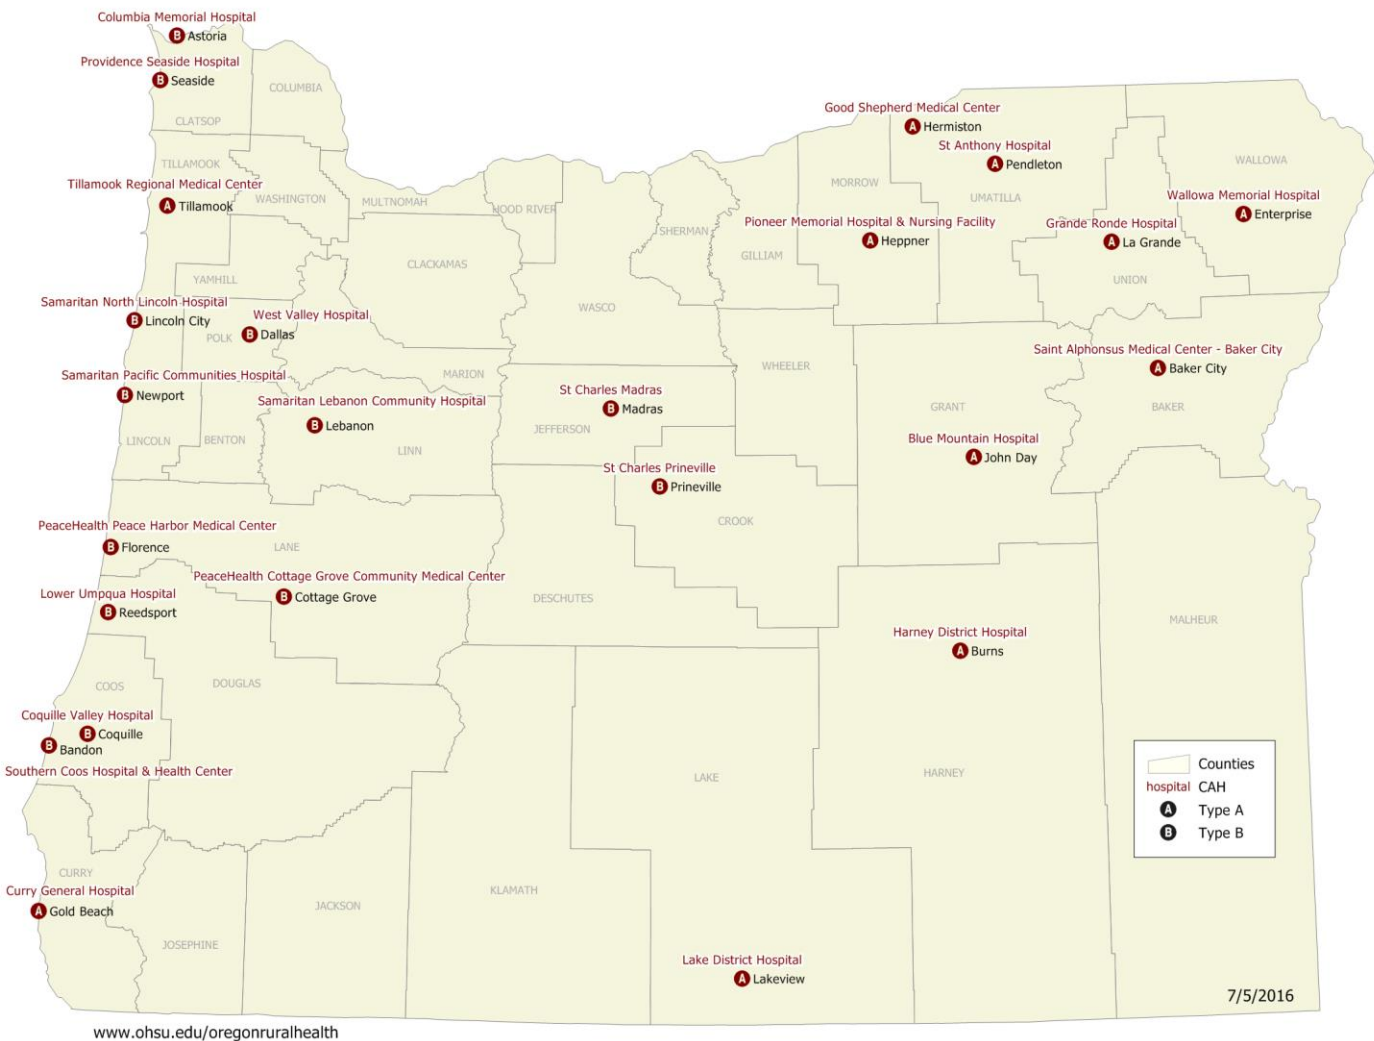 Columbia Memorial Hospital
B Astoria
Providence Seaside Hospital
B Seaside
COLUMBIA
CLATSOP
Good Shepherd Medical Center
A Hermiston
St Anthony Hospital
A Pendleton
TILLAMOOK
WALLOWA
Tillamook Regional Medical Center
A Tillamook
WASHINGTON
MULTNOMAH
HOOD RIVER
MORROW
UMATILLA
Wallowa Memorial Hospital
A Enterprise
SHERMAN
Pioneer Memorial Hospital & Nursing Facility
A Heppner
Grande Ronde Hospital
A La Grande
GILLIAM
CLACKAMAS
YAMHILL
UNION
Samaritan North Lincoln Hospital
B Lincoln City
West Valley Hospital
B Dallas
POLK
WASCO
Saint Alphonsus Medical Center - Baker City
A Baker City
WHEELER
MARION
Samaritan Pacific Communities Hospital
B Newport
St Charles Madras
B Madras
Samaritan Lebanon Community Hospital
B Lebanon
GRANT
BAKER
JEFFERSON
LINCOLN
BENTON
LINN
Blue Mountain Hospital
A John Day
St Charles Prineville
B Prineville
CROOK
PeaceHealth Peace Harbor Medical Center
B Florence
LANE
PeaceHealth Cottage Grove Community Medical Center
B Cottage Grove
Lower Umpqua Hospital
B Reedsport
DESCHUTES
MALHEUR
Harney District Hospital
A Burns
COOS
DOUGLAS
Coquille Valley Hospital
B Coquille
B Bandon
Southern Coos Hospital & Health Center
LAKE
HARNEY
Counties
hospital CAH
A Type A
B Type B
CURRY
Curry General Hospital
A Gold Beach
KLAMATH
JACKSON
JOSEPHINE
Lake District Hospital
A Lakeview
7/5/2016
www.ohsu.edu/oregonruralhealth